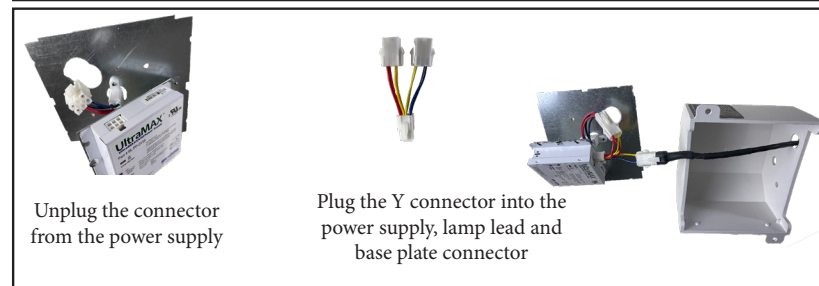 UltraMAX
Unplug the connector
from the power supply
Plug the Y connector into the
power supply, lamp lead and
base plate connector